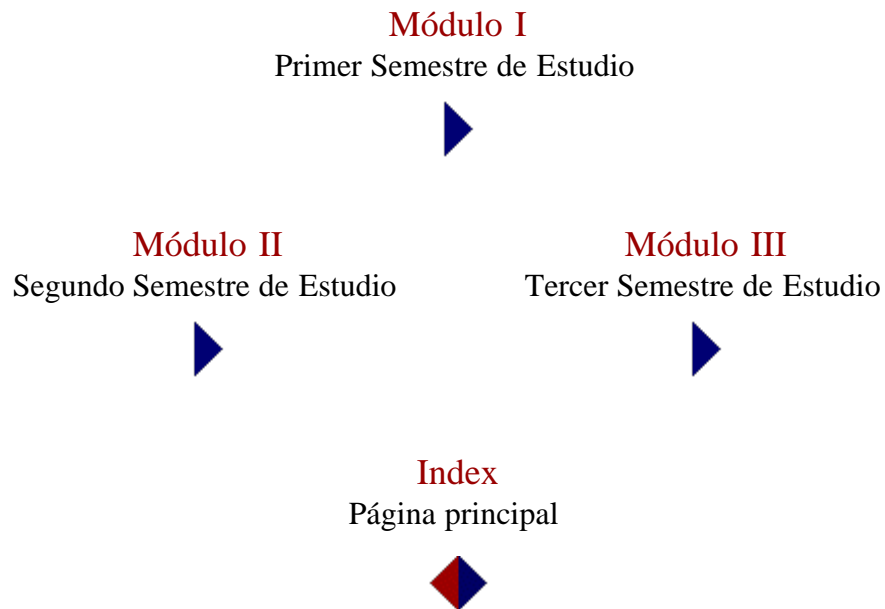 Módulo I
Primer Semestre de Estudio
Módulo II
Segundo Semestre de Estudio
Módulo III
Tercer Semestre de Estudio
Index
Página principal